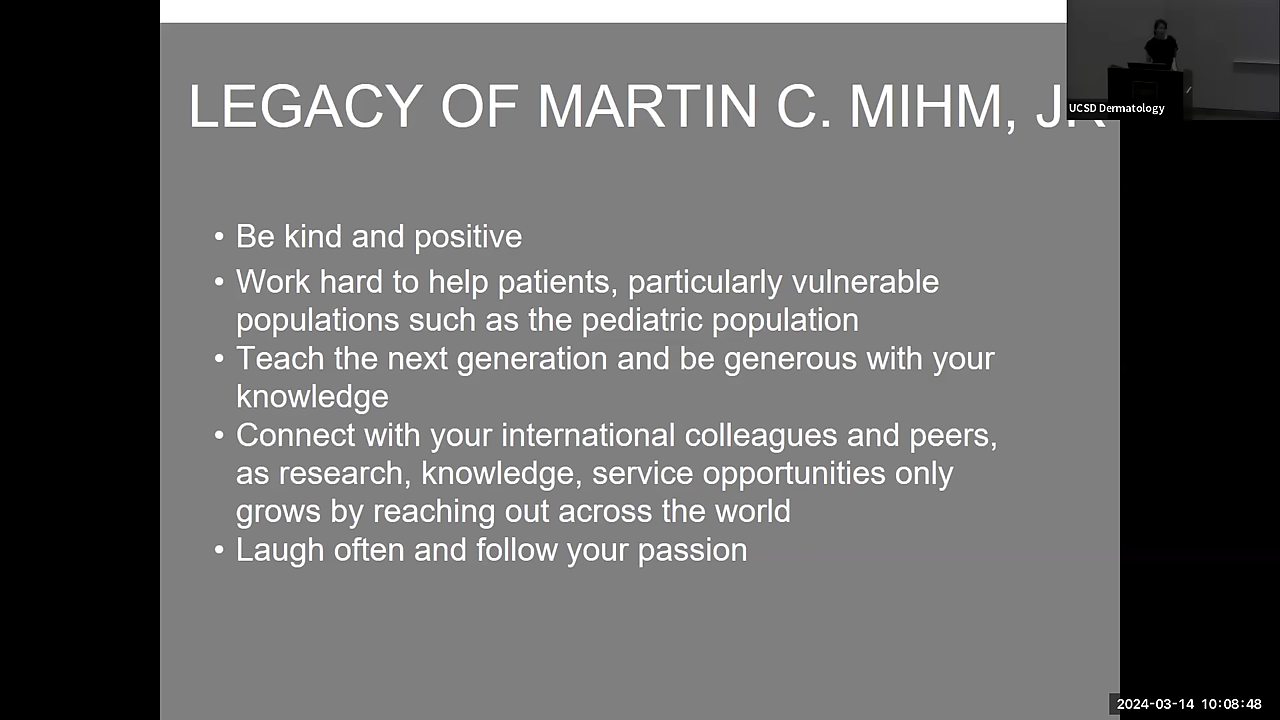 LEGACY OF MARTIN C. MIHM, JR
UCSD Dermatology
• Be kind and positive
• Work hard to help patients, particularly vulnerable
populations such as the pediatric population
• Teach the next generation and be generous with your
knowledge
• Connect with your international colleagues and peers,
as research, knowledge, service opportunities only
grows by reaching out across the world
• Laugh often and follow your passion
2024-03-14 10:08:48